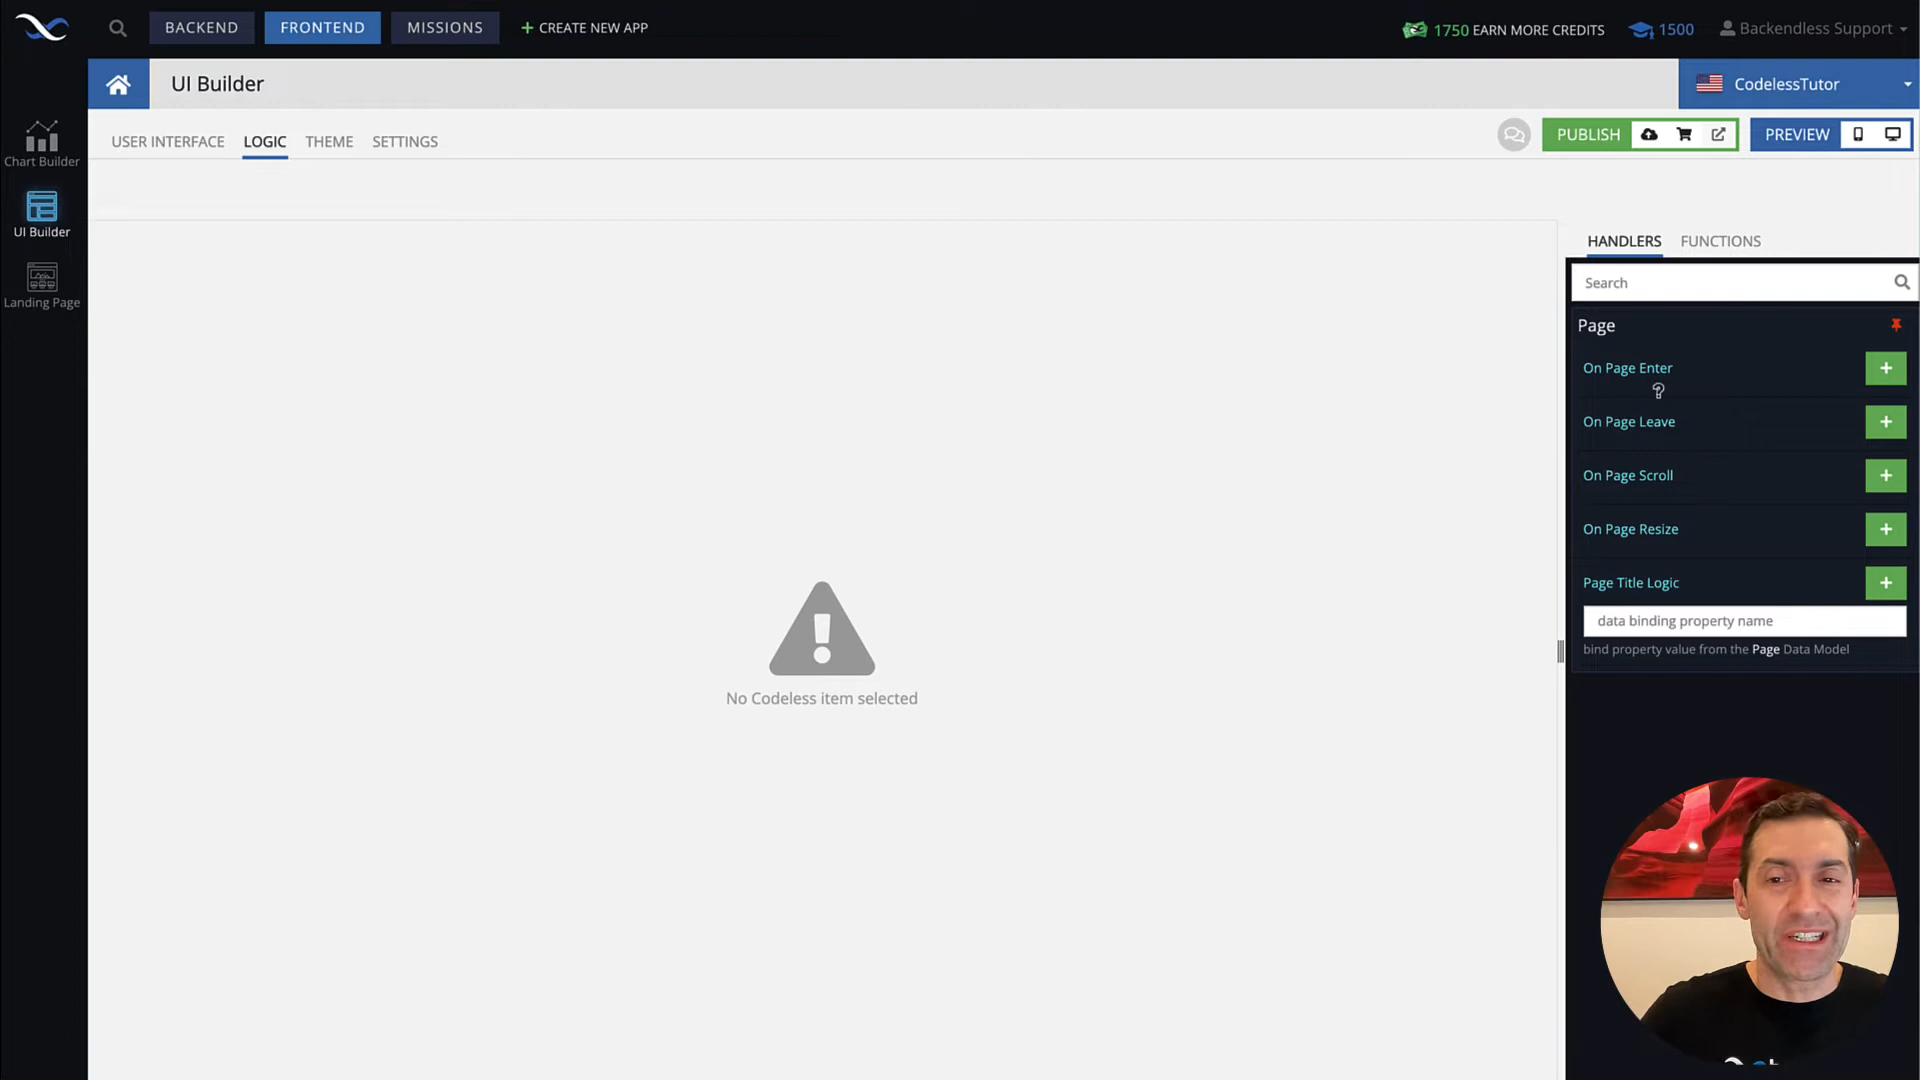 BACKEND
FRONTEND
MISSIONS
+ CREATE NEW APP
1750 EARN MORE CREDITS
1500
Backendless Support
UI Builder
CodelessTutor
Chart Builder
UI Builder
Landing Page
USER INTERFACE
LOGIC
THEME
SETTINGS
PUBLISH
PREVIEW
HANDLERS
FUNCTIONS
Search
Page
On Page Enter
On Page Leave
On Page Scroll
On Page Resize
Page Title Logic
data binding property name
bind property value from the Page Data Model
No Codeless item selected